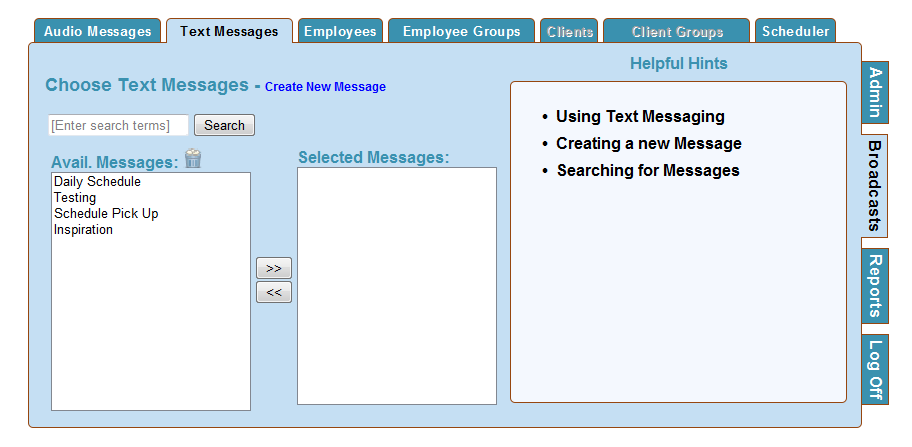 Audio Messages Text Messages Employees Employee Groups Clients Client Groups Scheduler
Choose Text Messages - Create New Message
[Enter search terms] Search
Avail. Messages:
Daily Schedule
Testing
Schedule Pick Up
Inspiration
>>
<<
Selected Messages:
Helpful Hints
• Using Text Messaging
• Creating a new Message
• Searching for Messages
Admin
Broadcasts
Reports
Log Off